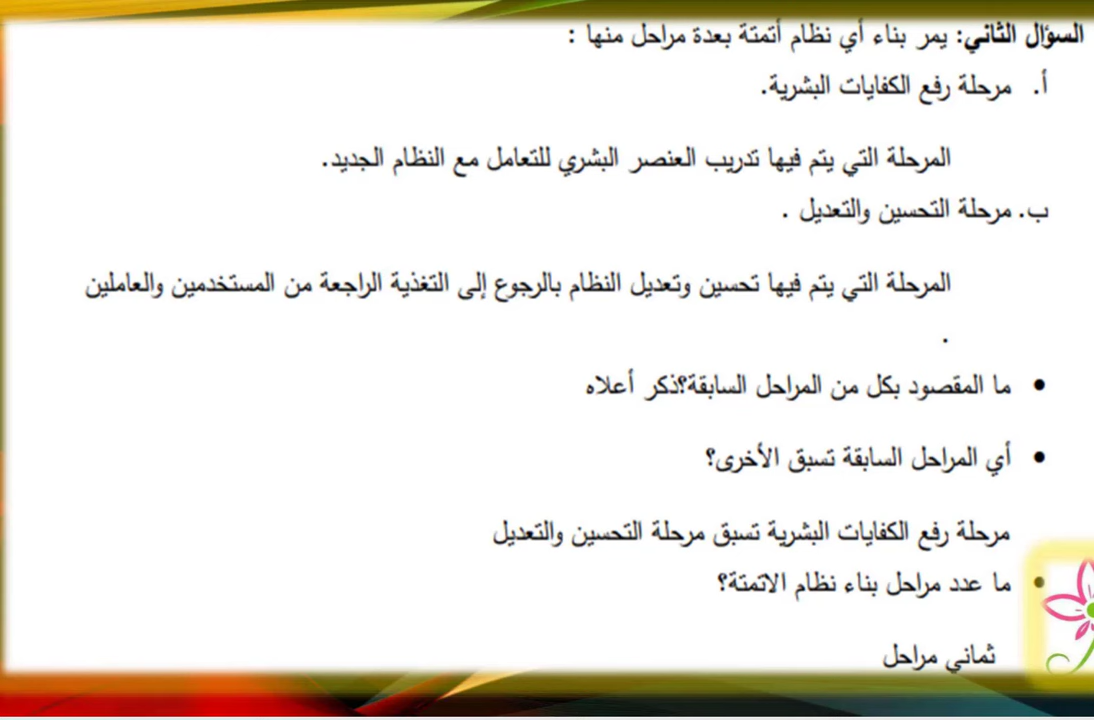 السؤال الثاني: يمر بناء أي نظام أتمتة بعدة مراحل منها :
أ. مرحلة رفع الكفايات البشرية.
المرحلة التي يتم فيها تدريب العنصر البشري للتعامل مع النظام الجديد.
ب. مرحلة التحسين والتعديل .
المرحلة التي يتم فيها تحسين وتعديل النظام بالرجوع إلى التغذية الراجعة من المستخدمين والعاملين
.
• ما المقصود بكل من المراحل السابقة؟ذكر أعلاه
• أي المراحل السابقة تسبق الأخرى؟
مرحلة رفع الكفايات البشرية تسبق مرحلة التحسين والتعديل
• ما عدد مراحل بناء نظام الاتمتة؟
ثماني مراحل